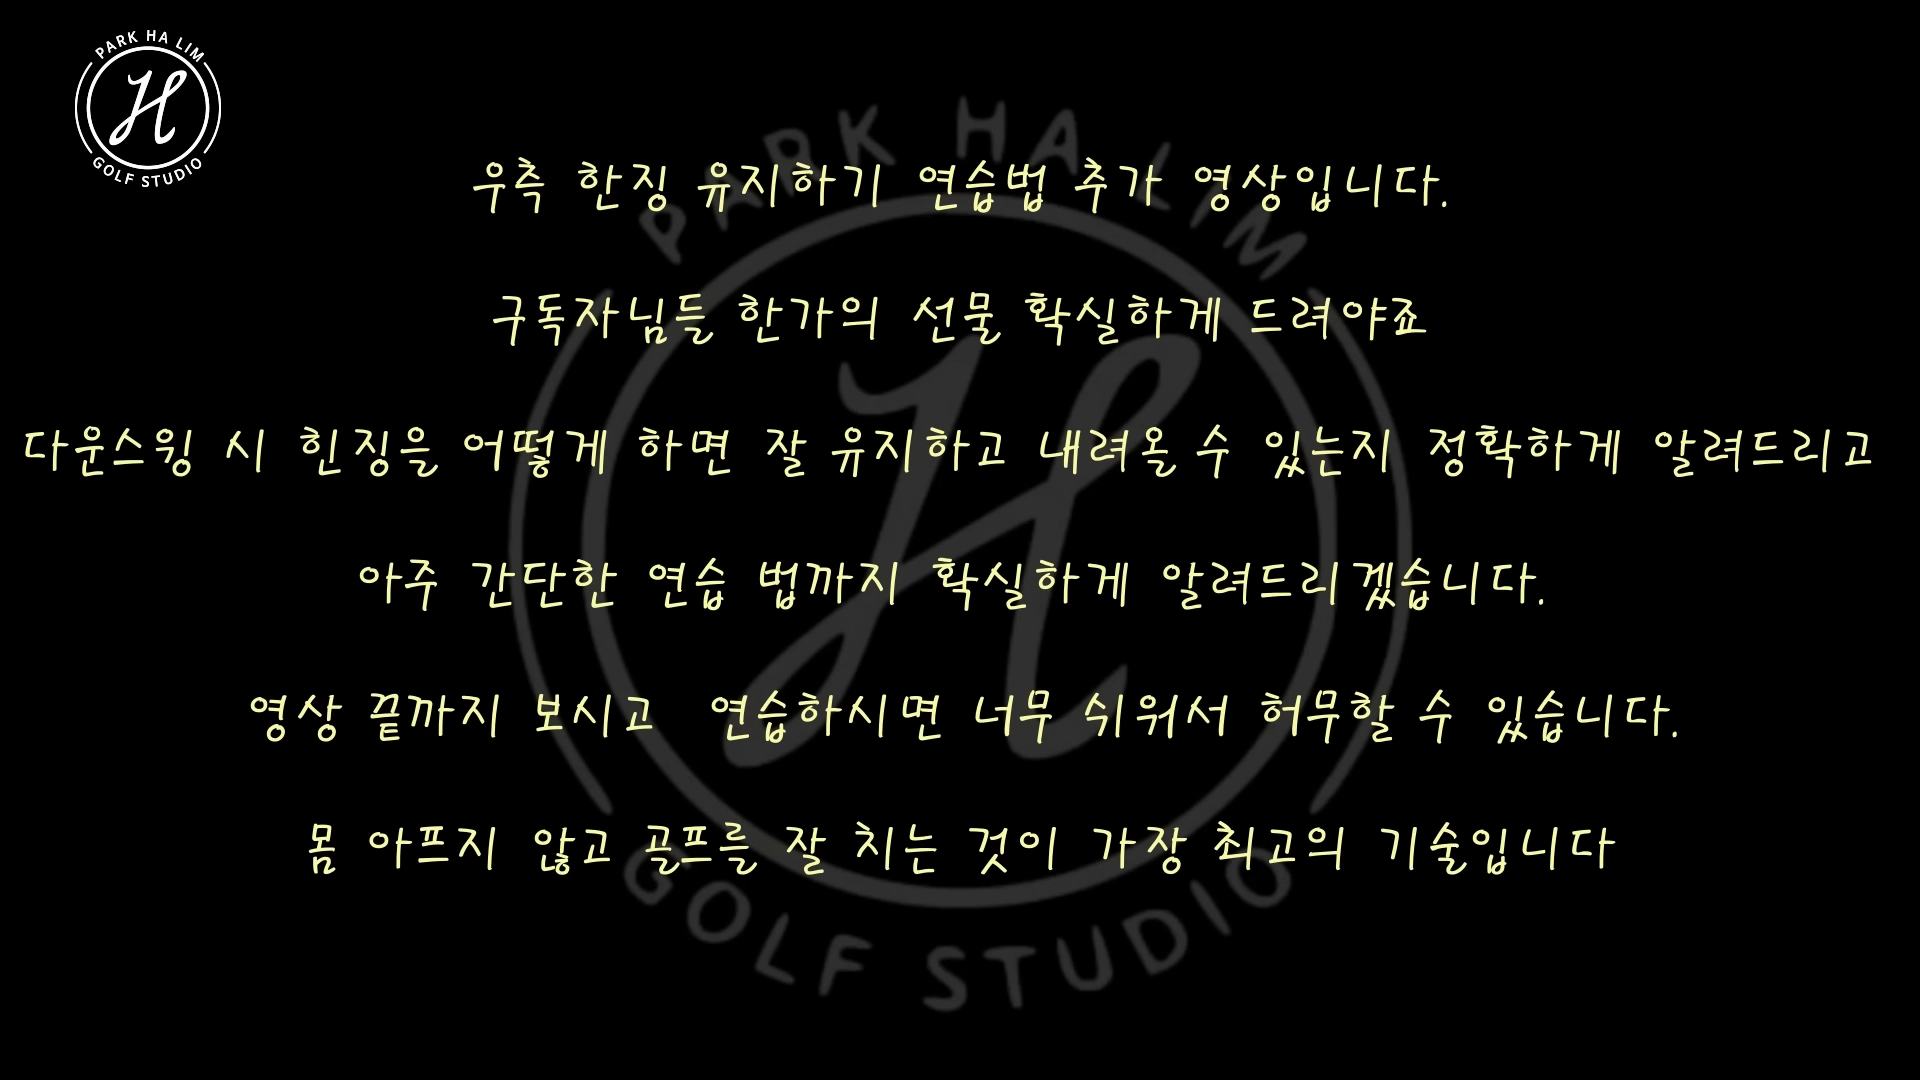 PARK HA LIM
H
GOLF STUDIO
PARK HA LIM
우측 한징 유지하기 연습법 추가 영상입니다.
구독자님들 한가의 선물 확실하게 드려야죠
다운스윙 시 힌징을 어떻게 하면 잘 유지하고 내려올 수 있는지 정확하게 알려드리고
H
아주 간단한 연습 법까지 확실하게 알려드리겠습니다.
영상 끝까지 보시고 연습하시면 너무 쉬워서 허무할 수 있습니다.
몸 아프지 않고 골프를 잘 치는 것이 가장 최고의 기술입니다
GOLF STUDIO